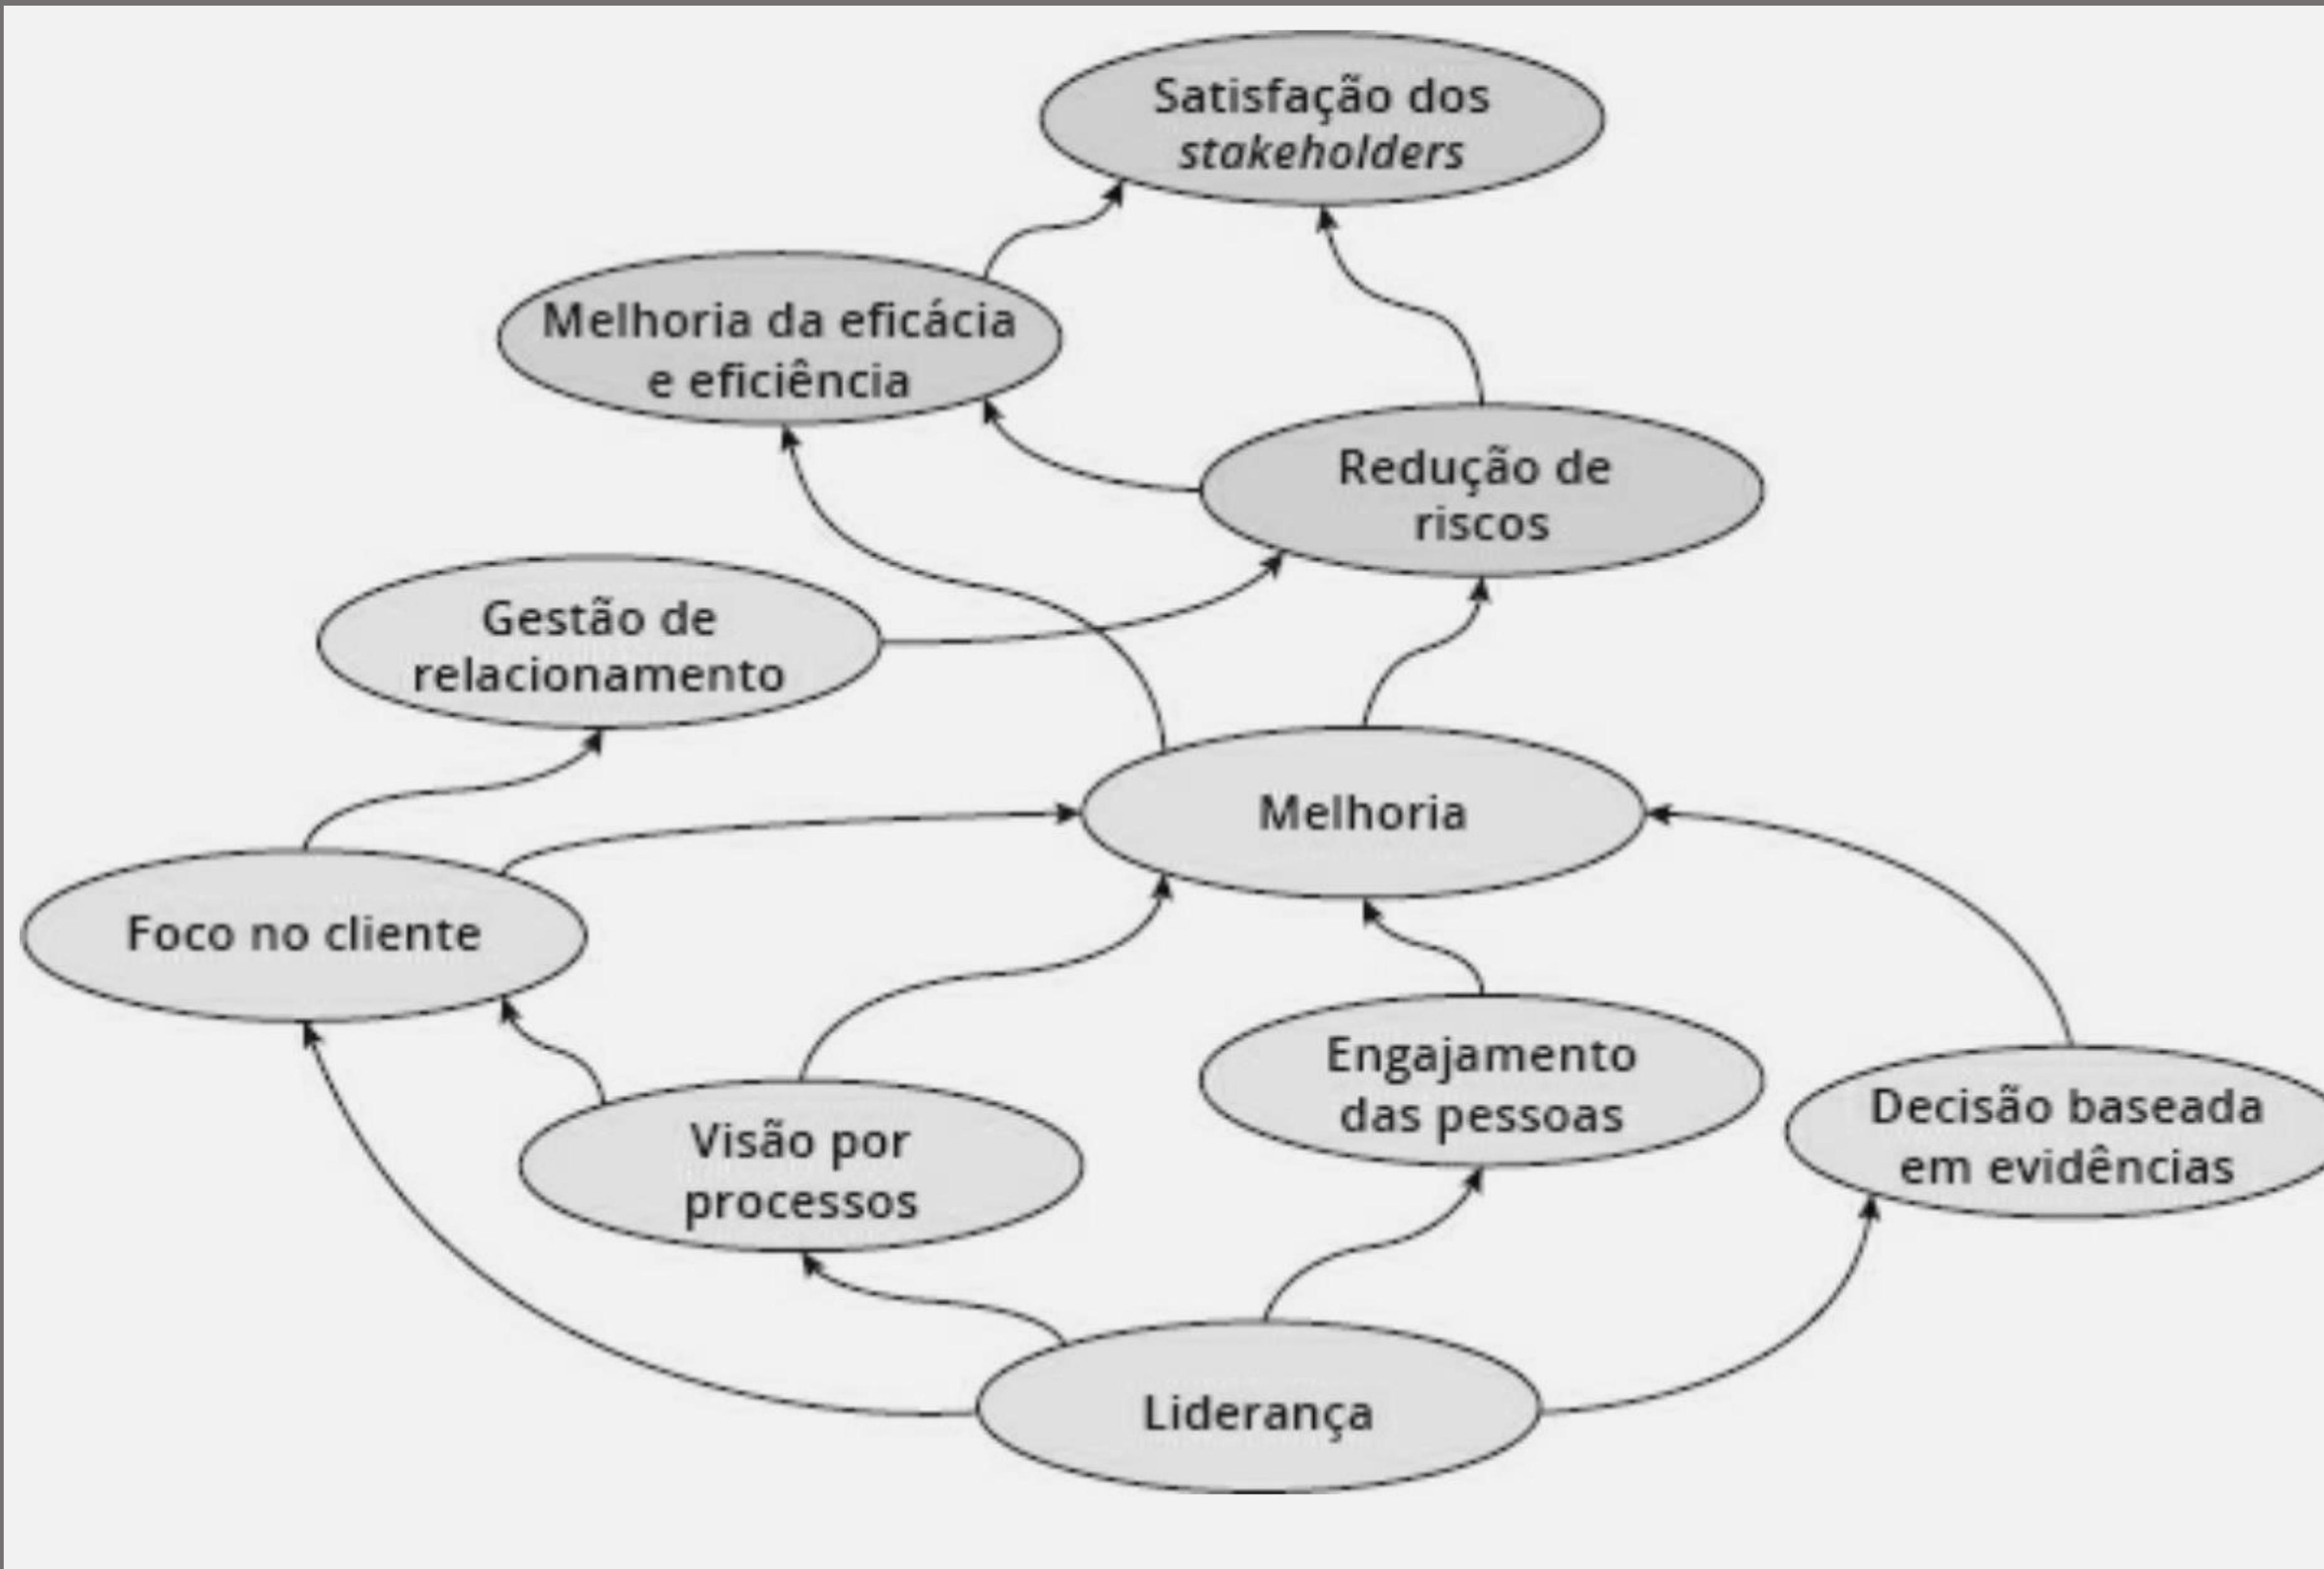 Satisfação dos
stakeholders
Melhoria da eficácia
e eficiência
Redução de
riscos
Gestão de
relacionamento
Melhoria
Foco no cliente
Engajamento
das pessoas
Decisão baseada
em evidências
Visão por
processos
Liderança